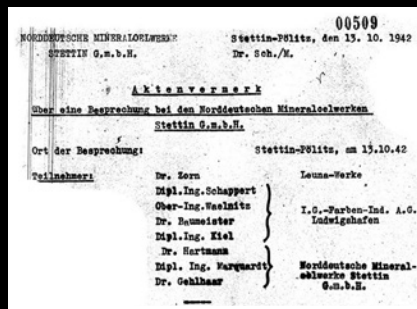 00509
NORDDEUTSCHE MINERALOELWERKE Stettin-Pölitz, den 13. 10. 1942
STETTIN G.m.b.H. Dr. Sch./M.
Aktenvermerk
über eine Besprechung bei den Norddeutschen Mineraloelwerken
Stettin G.m.b.H.
Ort der Besprechung: Stettin-Pölitz, am 13.10.42
Teilnehmer: Dr. Zorn Leuna-Werke
Dipl.Ing.Schappert
Ober-Ing.Waelnitz
Dr. Baumeister
Dipl.Ing. Kiel
I.G.-Farben-Ind. A.G.
Ludwigshafen
Dr. Hartmann
Dipl. Ing. Marquardt
Dr. Gehlhaar
Norddeutsche Mineral-
oelwerke Stettin
G.m.b.H.